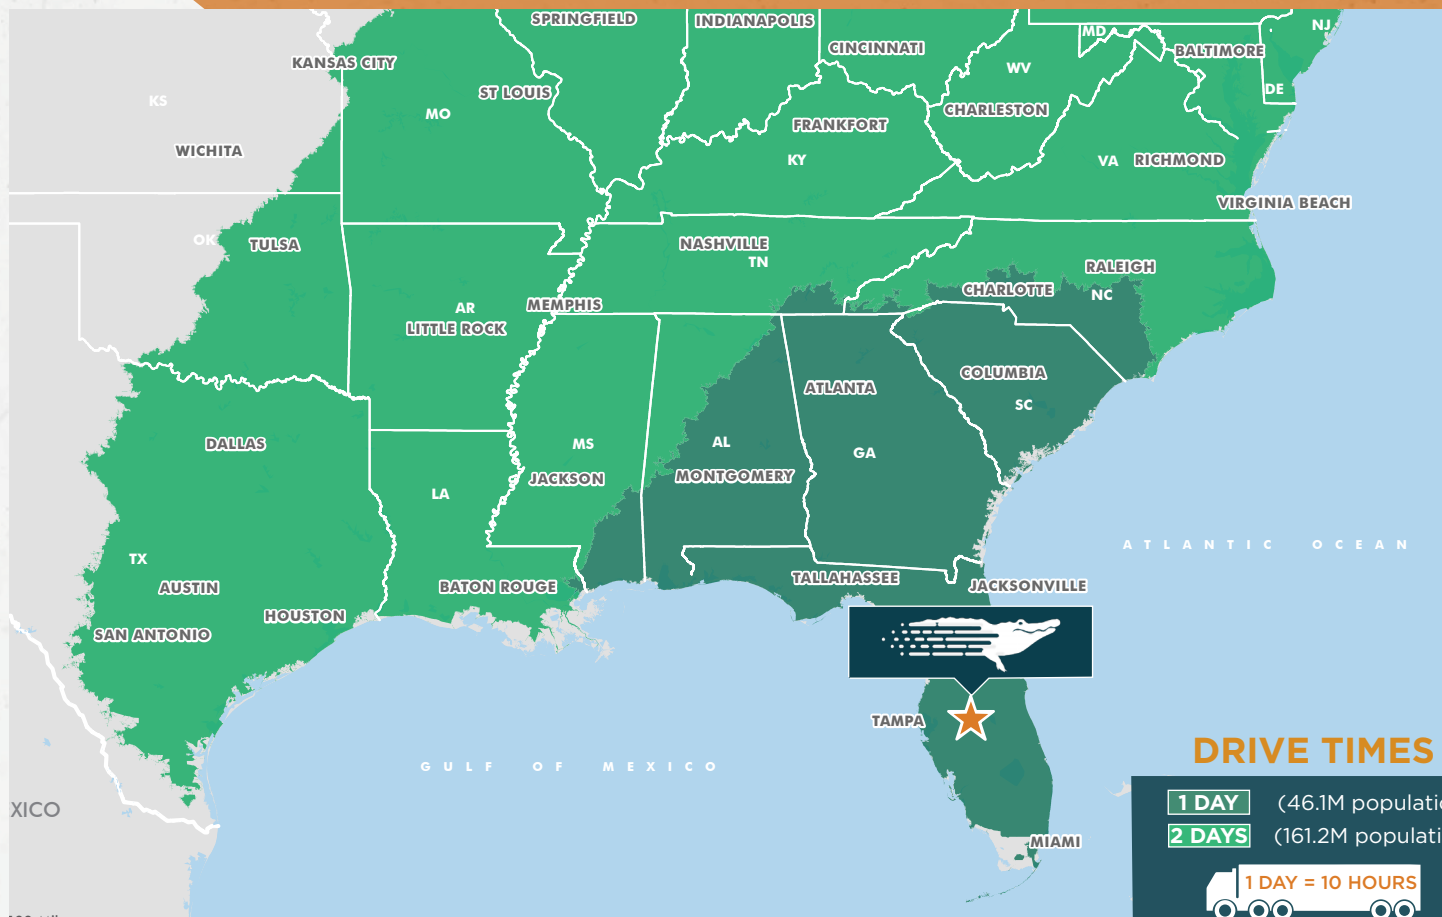 SPRINGFIELD
INDIANAPOLIS
CINCINNATI
MD
NJ
KANSAS CITY
BALTIMORE
WV
KS
MO
ST LOUIS
DE
CHARLESTON
FRANKFORT
WICHITA
KY
VA RICHMOND
VIRGINIA BEACH
OK
TULSA
NASHVILLE
TN
RALEIGH
CHARLOTTE
NC
AR
MEMPHIS
LITTLE ROCK
COLUMBIA
ATLANTA
SC
DALLAS
MS
AL
GA
JACKSON
MONTGOMERY
LA
ATLANTIC OCEAN
TX
AUSTIN
BATON ROUGE
TALLAHASSEE
JACKSONVILLE
HOUSTON
SAN ANTONIO
TAMPA
GULF OF MEXICO
DRIVE TIMES
XICO
1 DAY (46.1M populatio
2 DAYS (161.2M populati
MIAMI
1 DAY = 10 HOURS